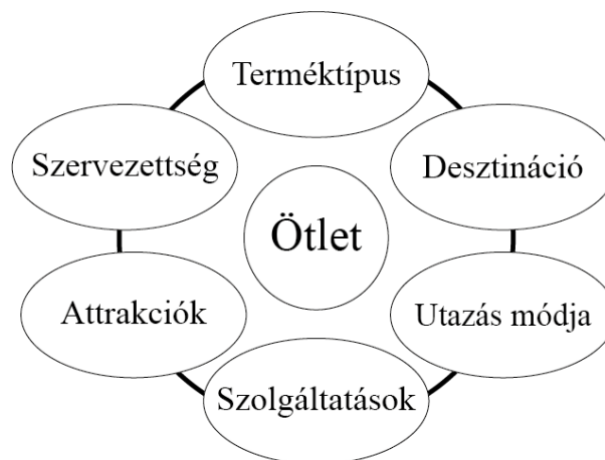 Terméktípus
Szervezettség
Desztináció
Ötlet
Attrakciók
Utazás módja
Szolgáltatások